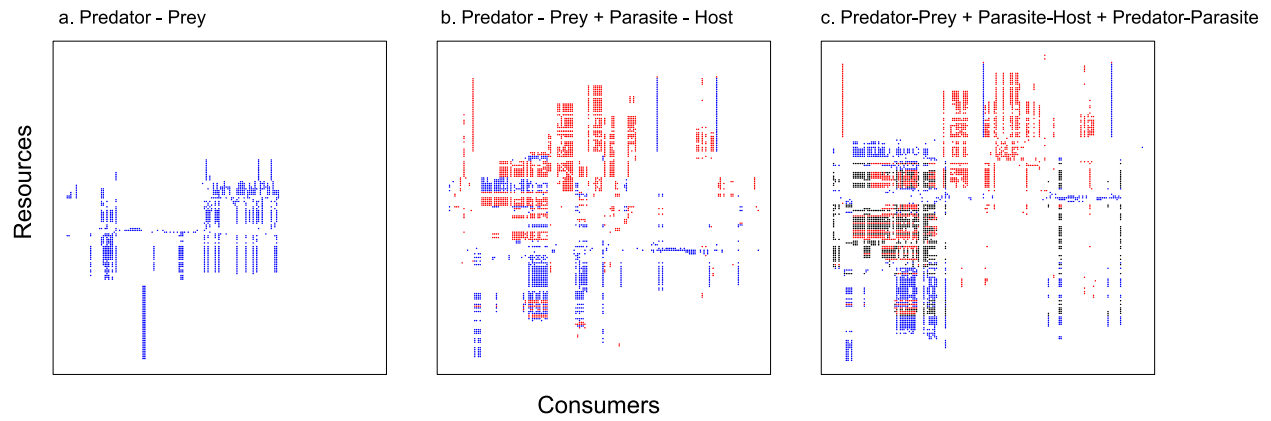 a. Predator - Prey
b. Predator - Prey + Parasite - Host
c. Predator-Prey + Parasite-Host + Predator-Parasite
Resources
Consumers